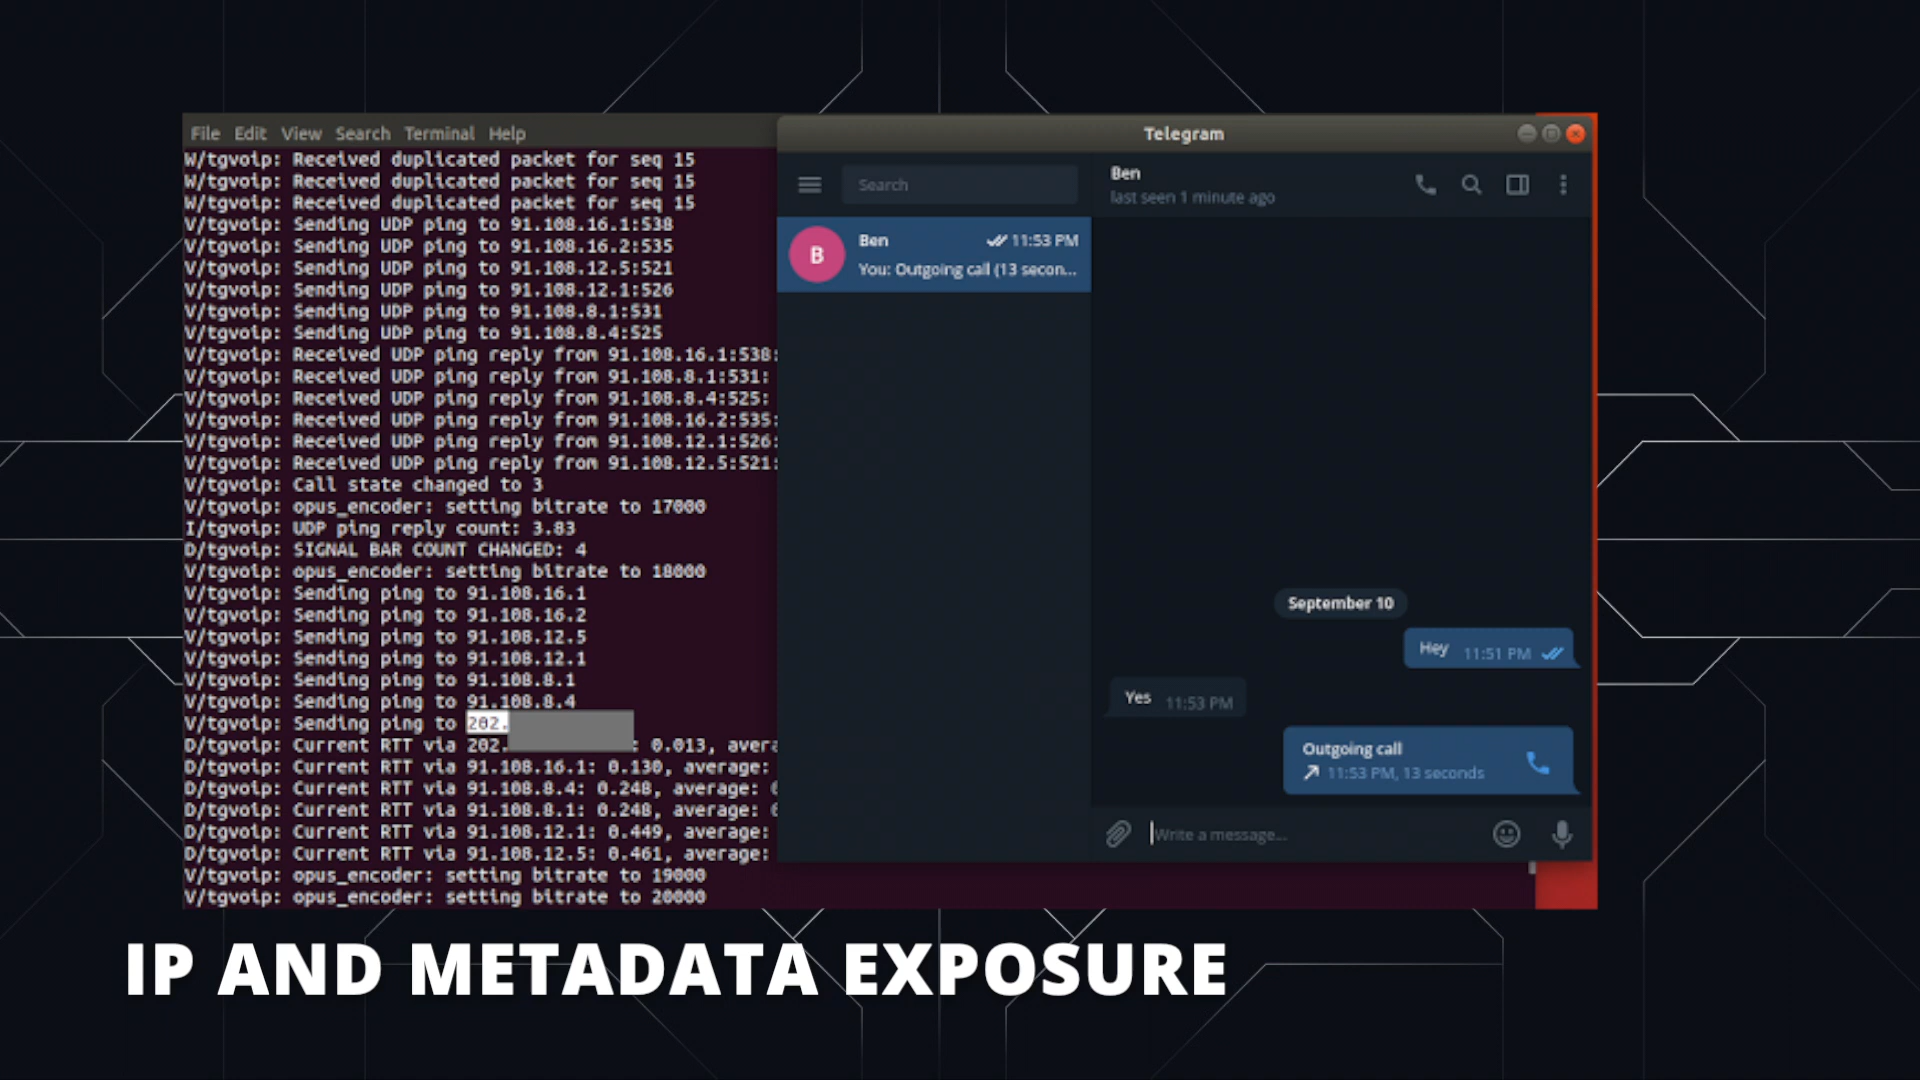 File Edit View Search Terminal Help
W/tgvoip: Received duplicated packet for seq 15
W/tgvoip: Received duplicated packet for seq 15
W/tgvoip: Received duplicated packet for seq 15
V/tgvoip: Sending UDP ping to 91.108.16.1:538
V/tgvoip: Sending UDP ping to 91.108.16.2:535
V/tgvoip: Sending UDP ping to 91.108.12.5:521
V/tgvoip: Sending UDP ping to 91.108.12.1:526
V/tgvoip: Sending UDP ping to 91.108.8.1:531
V/tgvoip: Sending UDP ping to 91.108.8.4:525
V/tgvoip: Received UDP ping reply from 91.108.16.1:538:
V/tgvoip: Received UDP ping reply from 91.108.8.1:531:
V/tgvoip: Received UDP ping reply from 91.108.8.4:525:
V/tgvoip: Received UDP ping reply from 91.108.16.2:535:
V/tgvoip: Received UDP ping reply from 91.108.12.1:526:
V/tgvoip: Received UDP ping reply from 91.108.12.5:521:
V/tgvoip: Call state changed to 3
V/tgvoip: opus_encoder: setting bitrate to 17000
I/tgvoip: UDP ping reply count: 3.83
D/tgvoip: SIGNAL BAR COUNT CHANGED: 4
V/tgvoip: opus_encoder: setting bitrate to 18000
V/tgvoip: Sending ping to 91.108.16.1
V/tgvoip: Sending ping to 91.108.16.2
V/tgvoip: Sending ping to 91.108.12.5
V/tgvoip: Sending ping to 91.108.12.1
V/tgvoip: Sending ping to 91.108.8.1
V/tgvoip: Sending ping to 91.108.8.4
V/tgvoip: Sending ping to 202.
D/tgvoip: Current RTT via 202. : 0.013, avera
D/tgvoip: Current RTT via 91.108.16.1: 0.130, average:
D/tgvoip: Current RTT via 91.108.8.4: 0.248, average:
D/tgvoip: Current RTT via 91.108.8.1: 0.248, average:
D/tgvoip: Current RTT via 91.108.12.1: 0.449, average:
D/tgvoip: Current RTT via 91.108.12.5: 0.461, average:
V/tgvoip: opus_encoder: setting bitrate to 19000
V/tgvoip: opus_encoder: setting bitrate to 20000
Telegram
Search
B
Ben 11:53 PM
You: Outgoing call (13 secon...
Ben
last seen 1 minute ago
September 10
Hey 11:51 PM
Yes 11:53 PM
Outgoing call
11:53 PM, 13 seconds
Write a message...
IP AND METADATA EXPOSURE